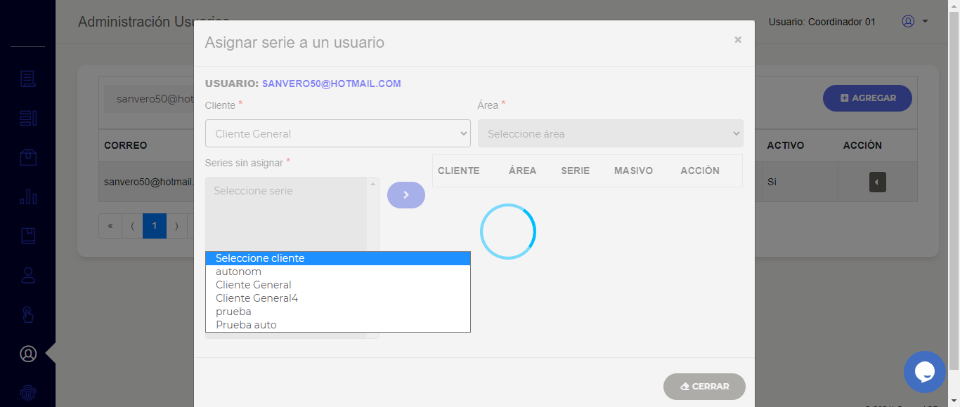 Administración Usuarios
Usuario: Coordinador 01
Asignar serie a un usuario
×
USUARIO: SANVERO50@HOTMAIL.COM
Cliente *
Área *
sanvero50@hot
AGREGAR
Cliente General
Seleccione área
CORREO
ACTIVO
ACCIÓN
Series sin asignar *
CLIENTE ÁREA SERIE MASIVO ACCIÓN
sanvero50@hotmail.
Si
Seleccione serie
« ⟨ 1 ⟩
Seleccione cliente
autonom
Cliente General
Cliente General4
prueba
Prueba auto
CERRAR